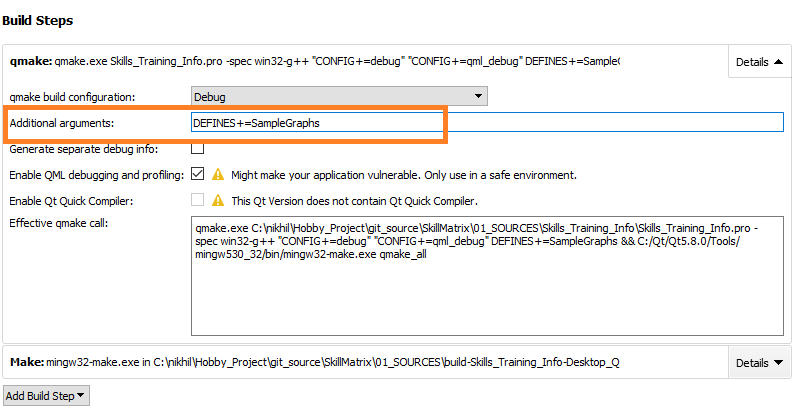 Build Steps
qmake: qmake.exe Skills_Training_Info.pro -spec win32-g++ "CONFIG+=debug" "CONFIG+=qml_debug" DEFINES+=SampleG
Details
qmake build configuration: Debug
Additional arguments: DEFINES+=SampleGraphs
Generate separate debug info:
Enable QML debugging and profiling: Might make your application vulnerable. Only use in a safe environment.
Enable Qt Quick Compiler: This Qt Version does not contain Qt Quick Compiler.
Effective qmake call: qmake.exe C:\nikhil\Hobby_Project\git_source\SkillMatrix\01_SOURCES\Skills_Training_Info\Skills_Training_Info.pro -
spec win32-g++ "CONFIG+=debug" "CONFIG+=qml_debug" DEFINES+=SampleGraphs && C:/Qt/Qt5.8.0/Tools/
mingw530_32/bin/mingw32-make.exe qmake_all
Make: mingw32-make.exe in C:\nikhil\Hobby_Project\git_source\SkillMatrix\01_SOURCES\build-Skills_Training_Info-Desktop_Q
Details
Add Build Step